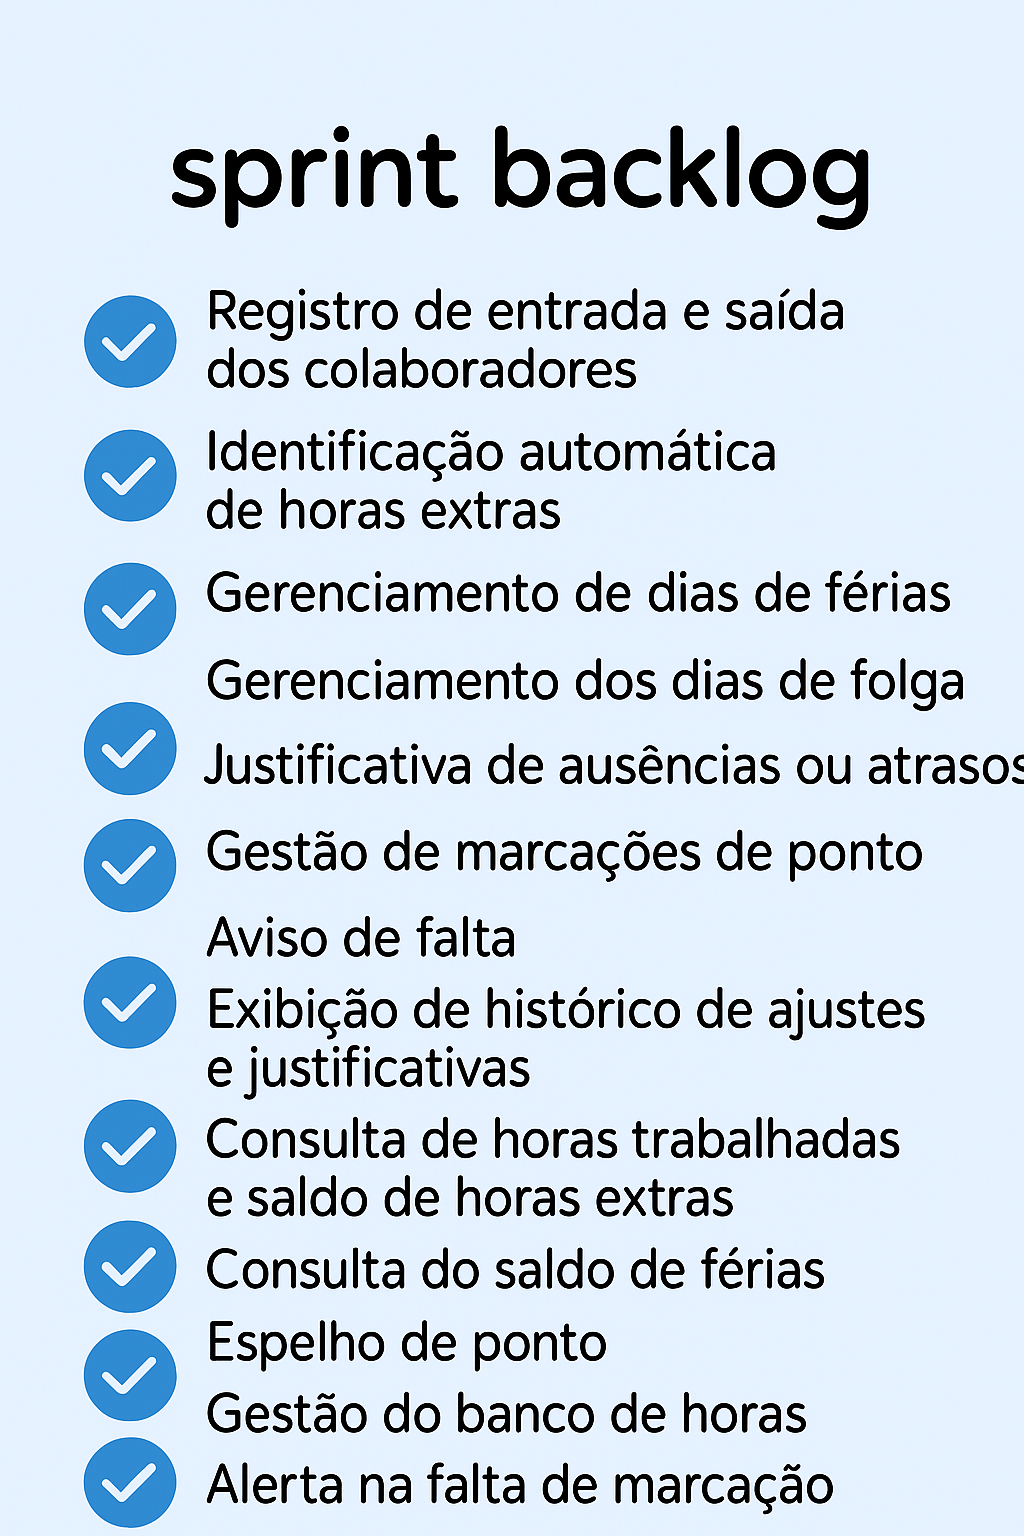 sprint backlog
Registro de entrada e saída
dos colaboradores
Identificação automática
de horas extras
Gerenciamento de dias de férias
Gerenciamento dos dias de folga
Justificativa de ausências ou atrasos
Gestão de marcações de ponto
Aviso de falta
Exibição de histórico de ajustes
e justificativas
Consulta de horas trabalhadas
e saldo de horas extras
Consulta do saldo de férias
Espelho de ponto
Gestão do banco de horas
Alerta na falta de marcação